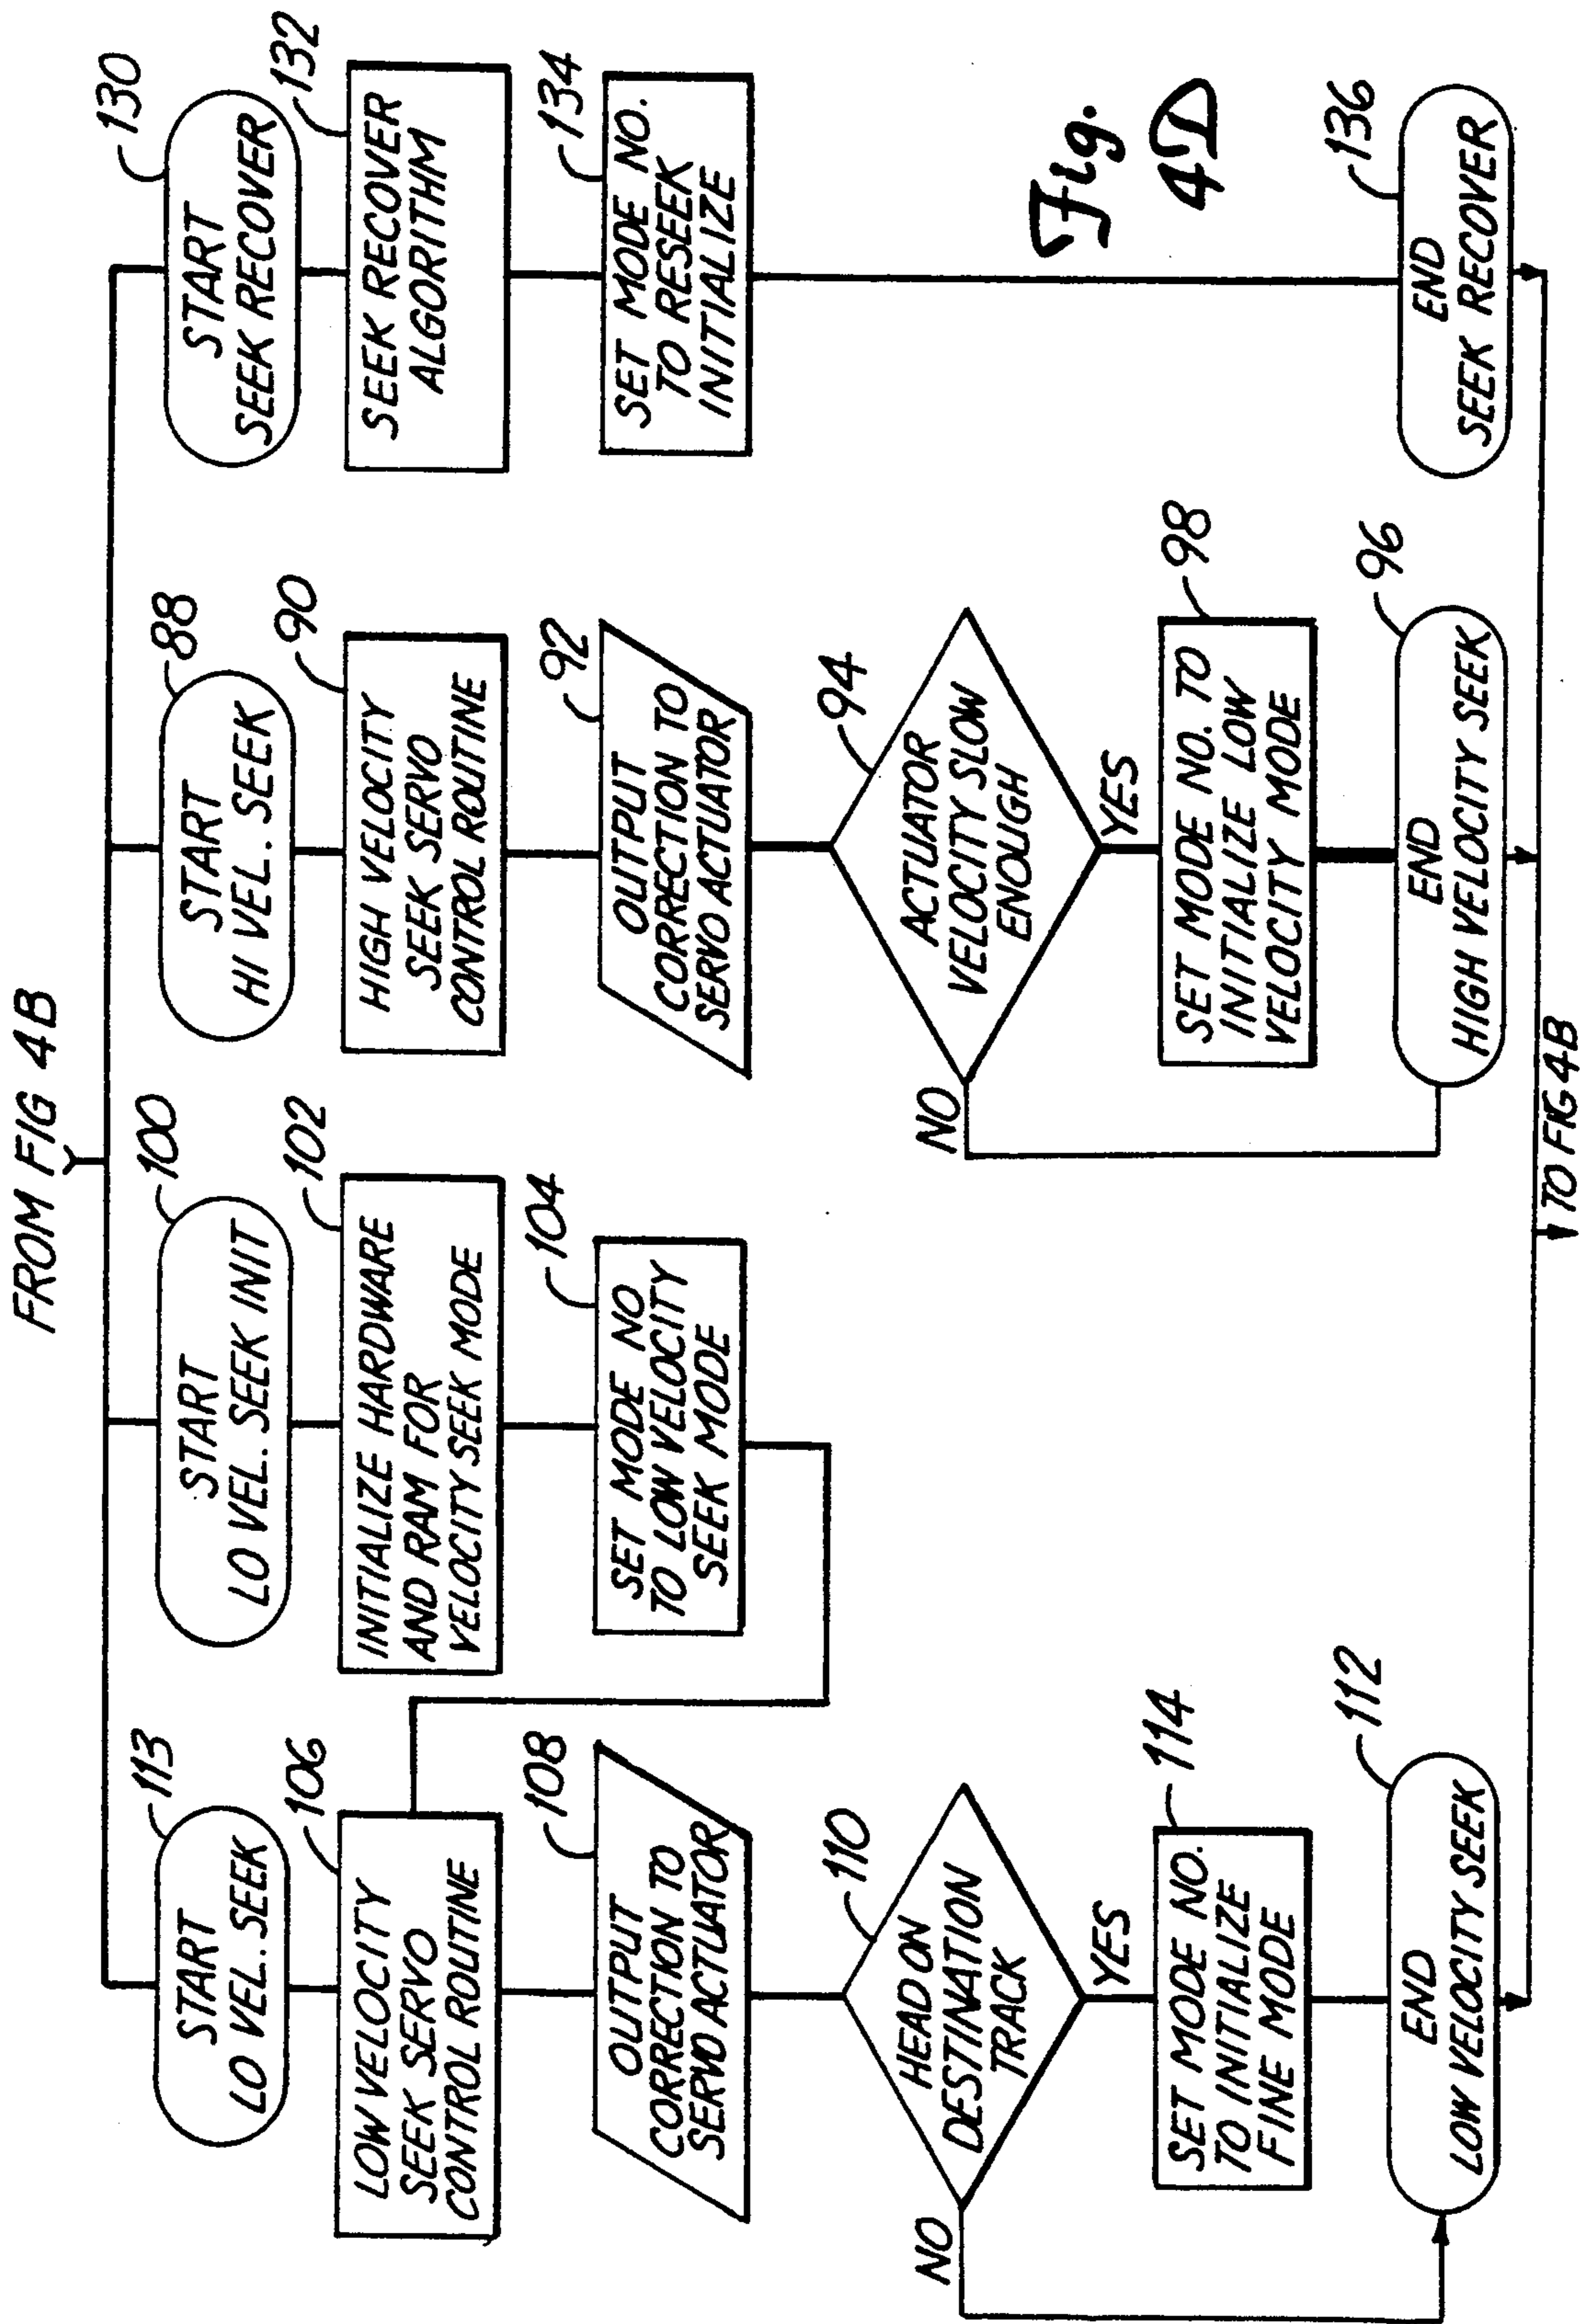 FROM FIG 4B
113
START
LO VEL. SEEK
106
LOW VELOCITY
SEEK SERVO
CONTROL ROUTINE
108
OUTPUT
CORRECTION TO
SERVO ACTUATOR
110
HEAD ON
DESTINATION
TRACK
NO
YES
114
SET MODE NO.
TO INITIALIZE
FINE MODE
112
END
LOW VELOCITY SEEK
100
START
LO VEL. SEEK INIT
102
INITIALIZE HARDWARE
AND RAM FOR
VELOCITY SEEK MODE
104
SET MODE NO
TO LOW VELOCITY
SEEK MODE
88
START
HI VEL. SEEK
90
HIGH VELOCITY
SEEK SERVO
CONTROL ROUTINE
92
OUTPUT
CORRECTION TO
SERVO ACTUATOR
94
ACTUATOR
VELOCITY SLOW
ENOUGH
NO
YES
98
SET MODE NO. TO
INITIALIZE LOW
VELOCITY MODE
96
END
HIGH VELOCITY SEEK
130
START
SEEK RECOVER
132
SEEK RECOVER
ALGORITHM
134
SET MODE NO.
TO RESEEK
INITIALIZE
136
END
SEEK RECOVER
TO FIG 4B
Fig.
4D